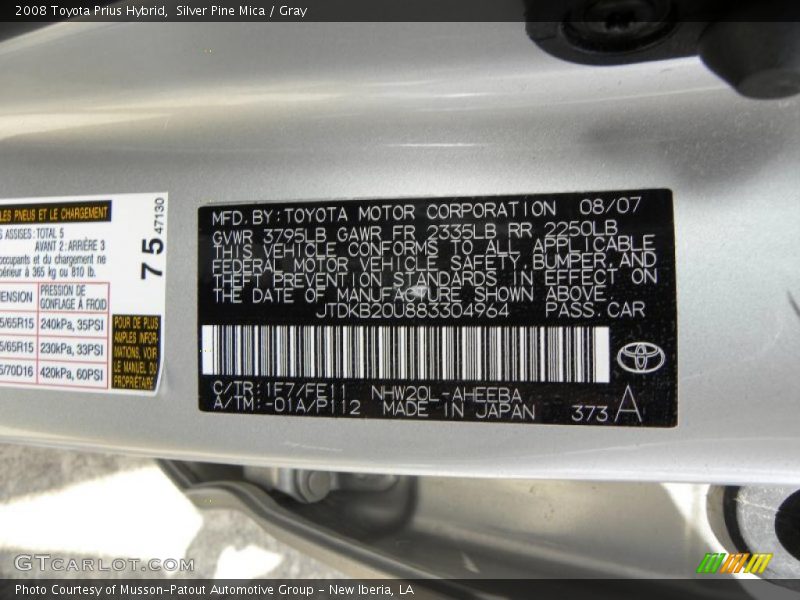 2008 Toyota Prius Hybrid, Silver Pine Mica / Gray
LES PNEUS ET LE CHARGEMENT
ASSISES: TOTAL 5
AVANT 2: ARRIÈRE 3
occupants et du chargement ne
365 kg ou 810 lb.
PRESSION DE
GONFLAGE À FROID
5/65R15 240kPa, 35PSI
5/65R15 230kPa, 33PSI
5/70D16 420kPa, 60PSI
POUR DE PLUS
AMPLES INFOR-
MATIONS, VOIR
LE MANUEL DU
PROPRIÉTAIRE
75
47130
MFD. BY: TOYOTA MOTOR CORPORATION 08/07
GVWR 3795LB GAWR FR 2335LB RR 2250LB
THIS VEHICLE CONFORMS TO ALL APPLICABLE
FEDERAL MOTOR VEHICLE SAFETY, BUMPER, AND
THEFT PREVENTION STANDARDS IN EFFECT ON
THE DATE OF MANUFACTURE SHOWN ABOVE.
JTDKB20U883304964 PASS. CAR
C/TR: 1F7/FE11 NHW20L-AHEEBA
A/TM: -01A/P112 MADE IN JAPAN 373 A
GTCARLOT.COM
Photo Courtesy of Musson-Patout Automotive Group - New Iberia, LA